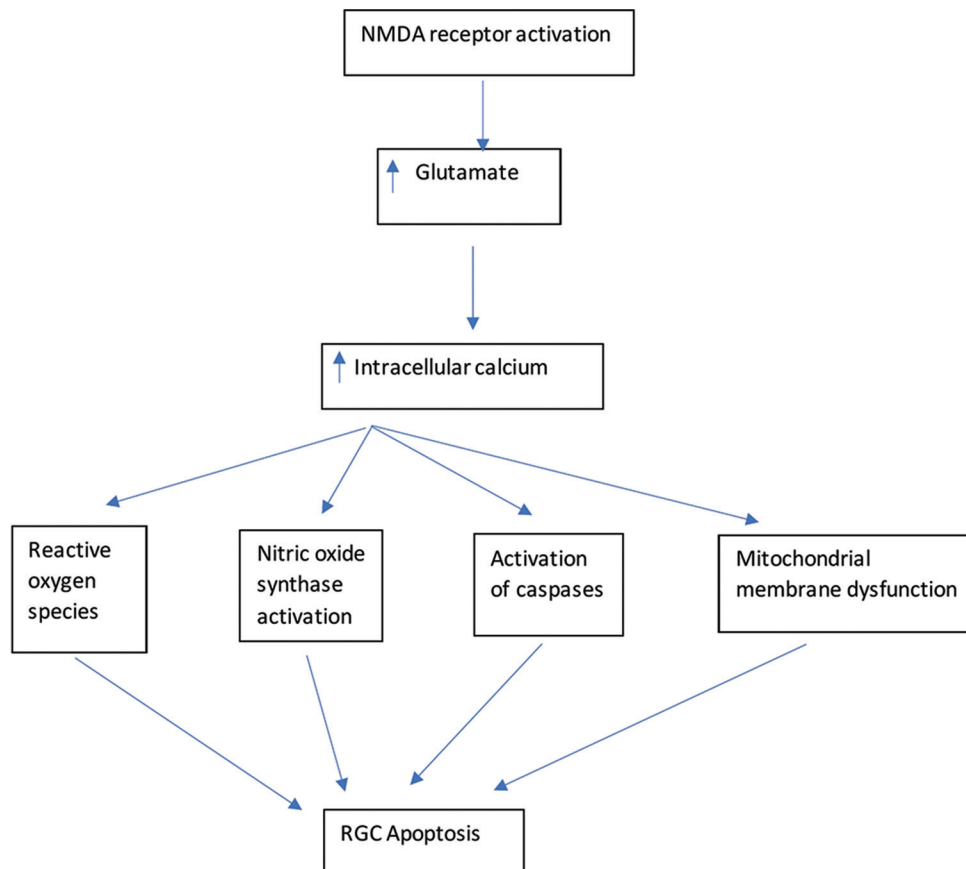 NMDA receptor activation
Glutamate
Intracellular calcium
Reactive
oxygen
species
Nitric oxide
synthase
activation
Activation
of caspases
Mitochondrial
membrane dysfunction
RGC Apoptosis